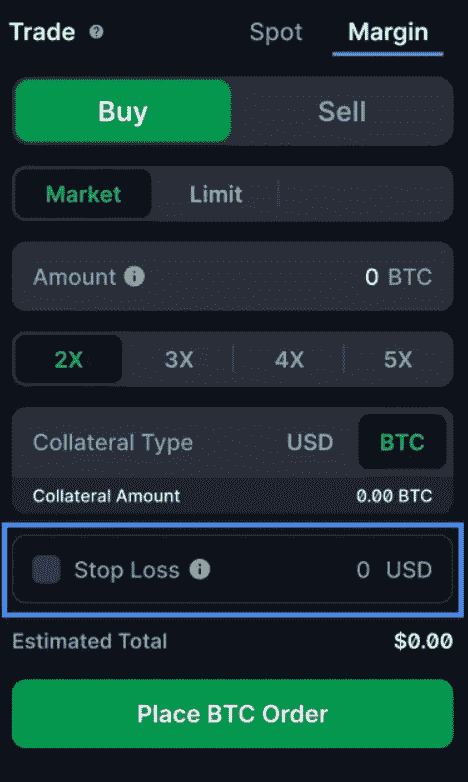 Trade ? Spot Margin
Buy Sell
Market Limit
Amount i 0 BTC
2X 3X 4X 5X
Collateral Type USD BTC
Collateral Amount 0.00 BTC
Stop Loss i 0 USD
Estimated Total $0.00
Place BTC Order